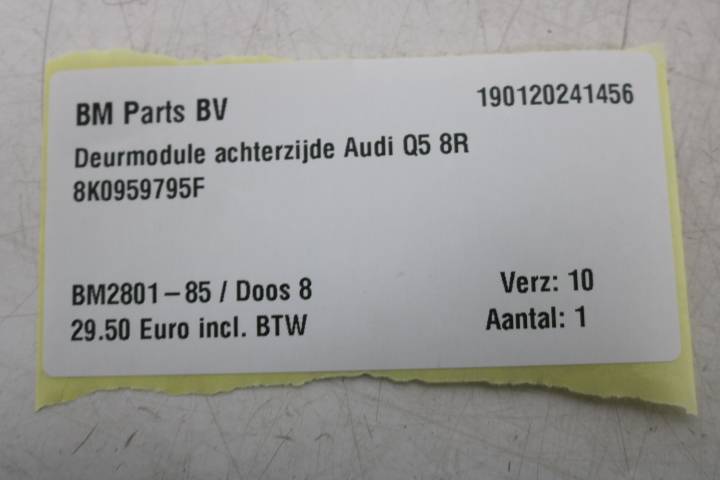 BM Parts BV 190120241456
Deurmodule achterzijde Audi Q5 8R
8K0959795F
BM2801-85 / Doos 8 Verz: 10
29.50 Euro incl. BTW Aantal: 1